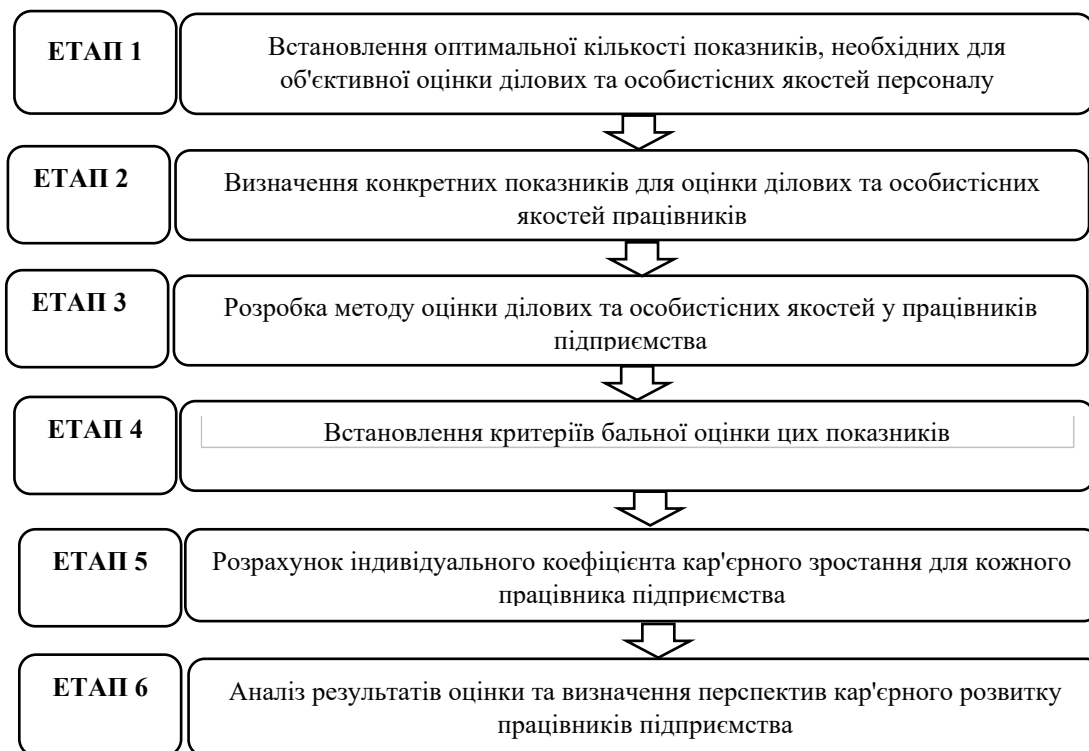 ЕТАП 1
Встановлення оптимальної кількості показників, необхідних для
об'єктивної оцінки ділових та особистісних якостей персоналу
ЕТАП 2
Визначення конкретних показників для оцінки ділових та особистісних
якостей працівників
ЕТАП 3
Розробка методу оцінки ділових та особистісних якостей у працівників
підприємства
ЕТАП 4
Встановлення критеріїв бальної оцінки цих показників
ЕТАП 5
Розрахунок індивідуального коефіцієнта кар'єрного зростання для кожного
працівника підприємства
ЕТАП 6
Аналіз результатів оцінки та визначення перспектив кар'єрного розвитку
працівників підприємства